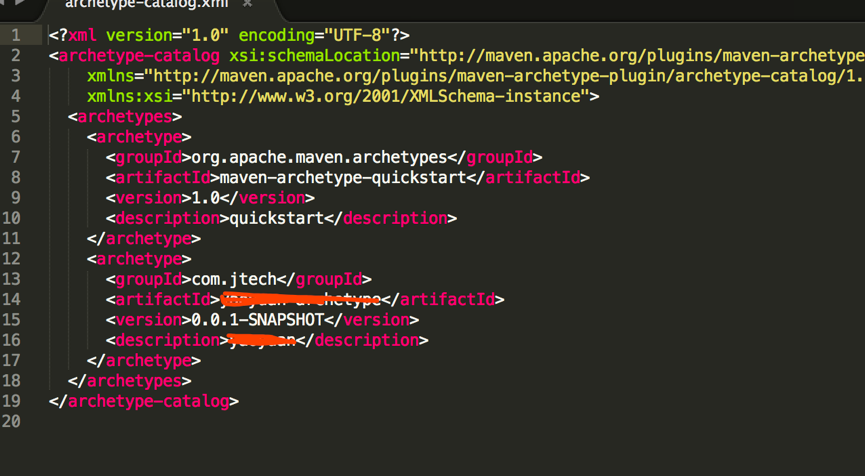 archetype-catalog.xml ×
1 <?xml version="1.0" encoding="UTF-8"?>
2 <archetype-catalog xsi:schemaLocation="http://maven.apache.org/plugins/maven-archetype
3 xmlns="http://maven.apache.org/plugins/maven-archetype-plugin/archetype-catalog/1.
4 xmlns:xsi="http://www.w3.org/2001/XMLSchema-instance">
5 <archetypes>
6 <archetype>
7 <groupId>org.apache.maven.archetypes</groupId>
8 <artifactId>maven-archetype-quickstart</artifactId>
9 <version>1.0</version>
10 <description>quickstart</description>
11 </archetype>
12 <archetype>
13 <groupId>com.jtech</groupId>
14 <artifactId></artifactId>
15 <version>0.0.1-SNAPSHOT</version>
16 <description></description>
17 </archetype>
18 </archetypes>
19 </archetype-catalog>
20